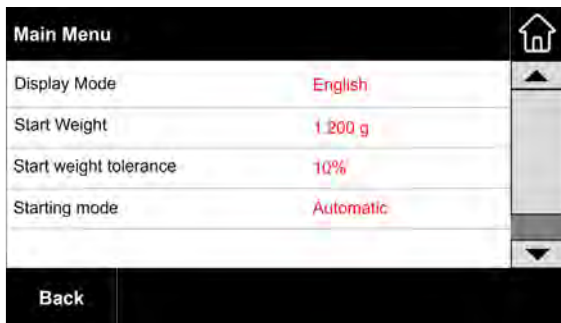 Main Menu
Display Mode English
Start Weight 1.200 g
Start weight tolerance 10%
Starting mode Automatic
Back